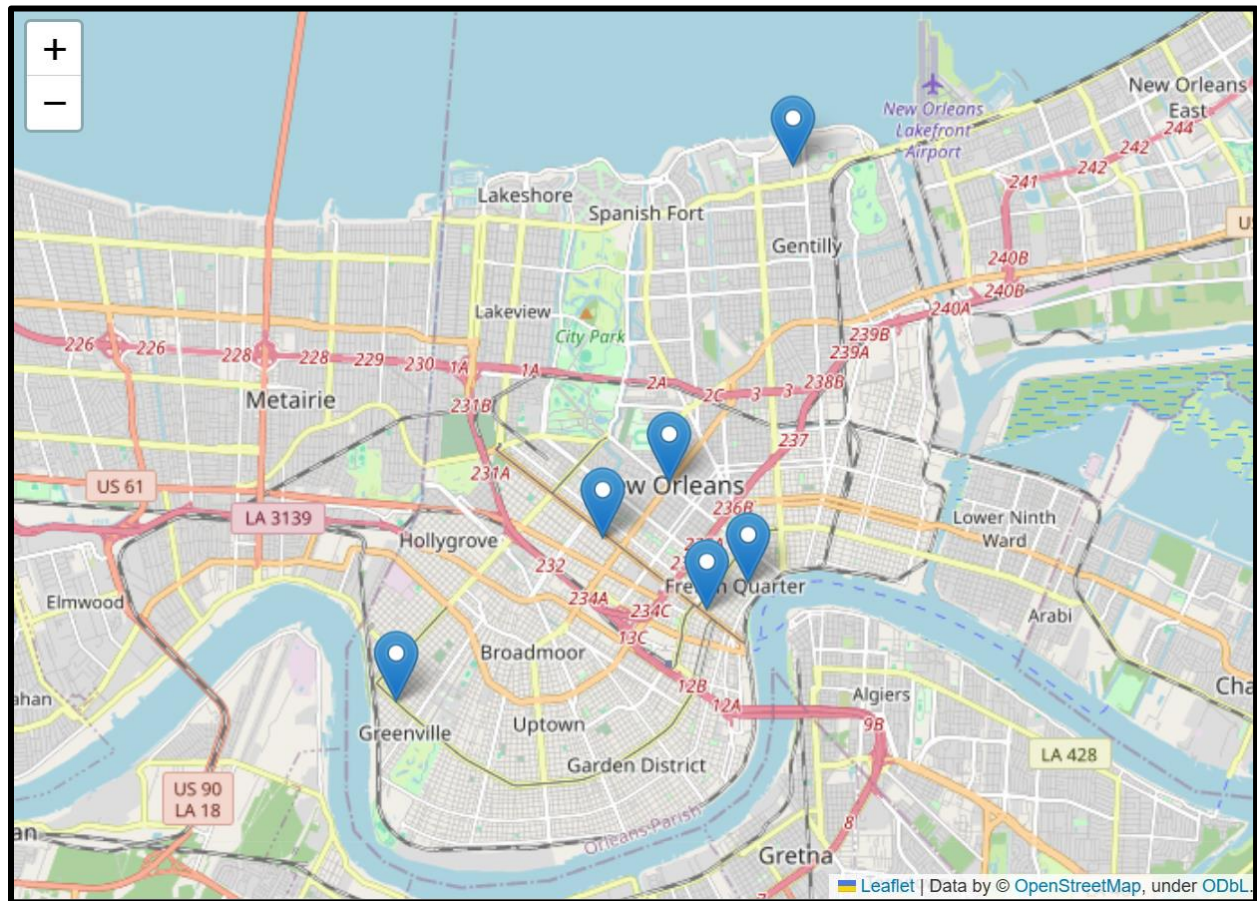 +
−
New Orleans
Lakefront
Airport
New Orleans
East
244
242
242
241
Lakeshore
Spanish Fort
Gentilly
240B
240B
240A
Lakeview
City Park
239B
239A
226
226
228
228
229
230
1A
1A
2A
2C
3
3
238B
Metairie
231B
237
231A
US 61
w Orleans
236B
LA 3139
Hollygrove
Lower Ninth
Ward
232
French Quarter
Elmwood
234A
234C
13C
Arabi
Broadmoor
12B
12A
Algiers
9B
Greenville
Uptown
Garden District
LA 428
US 90
LA 18
8
Orleans Parish
Gretna
Leaflet | Data by © OpenStreetMap, under ODbL.